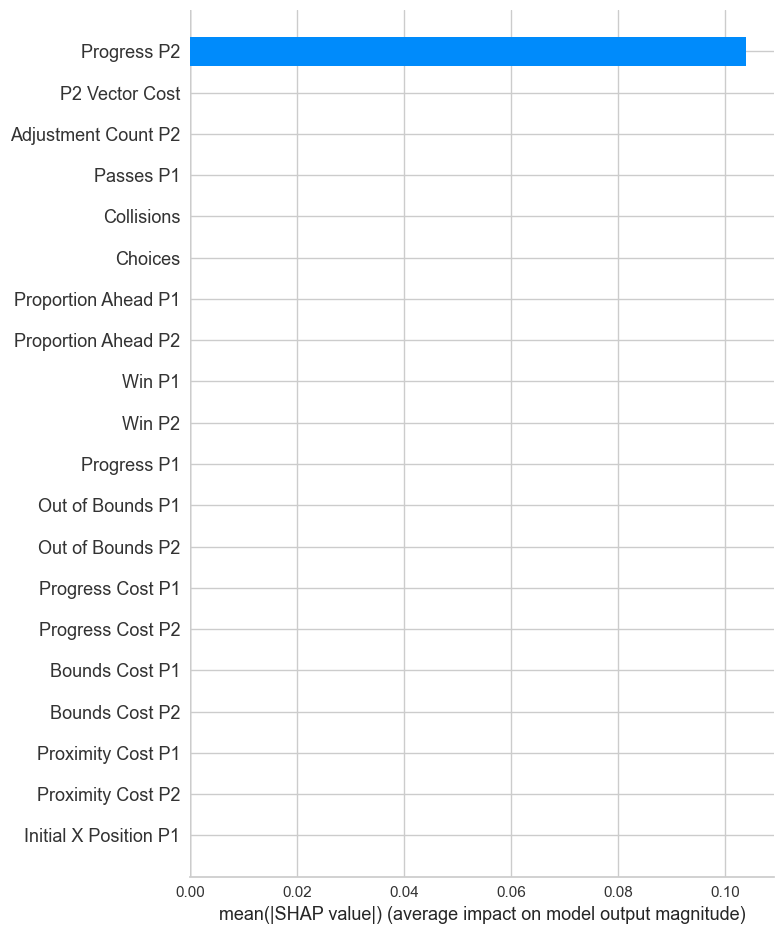 Progress P2
P2 Vector Cost
Adjustment Count P2
Passes P1
Collisions
Choices
Proportion Ahead P1
Proportion Ahead P2
Win P1
Win P2
Progress P1
Out of Bounds P1
Out of Bounds P2
Progress Cost P1
Progress Cost P2
Bounds Cost P1
Bounds Cost P2
Proximity Cost P1
Proximity Cost P2
Initial X Position P1
0.00 0.02 0.04 0.06 0.08 0.10
mean(|SHAP value|) (average impact on model output magnitude)